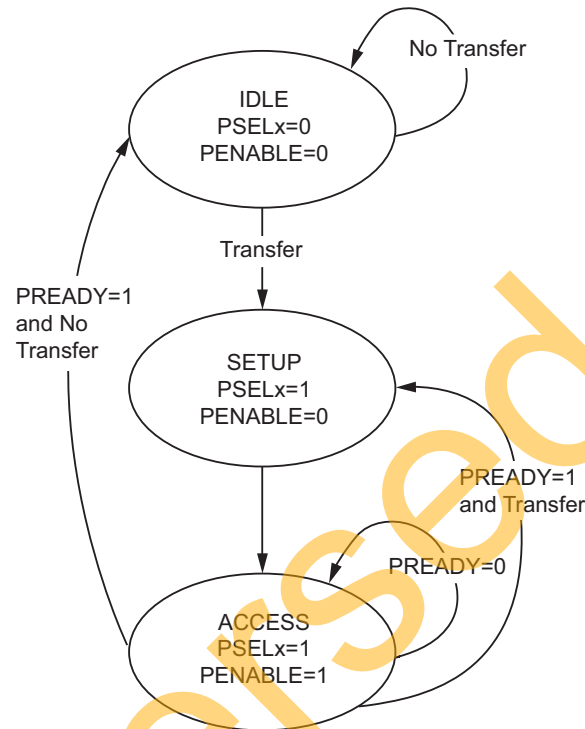 No Transfer
IDLE
PSELx=0
PENABLE=0
Transfer
PREADY=1
and No
Transfer
SETUP
PSELx=1
PENABLE=0
PREADY=1
and Transfer
PREADY=0
ACCESS
PSELx=1
PENABLE=1
ersed